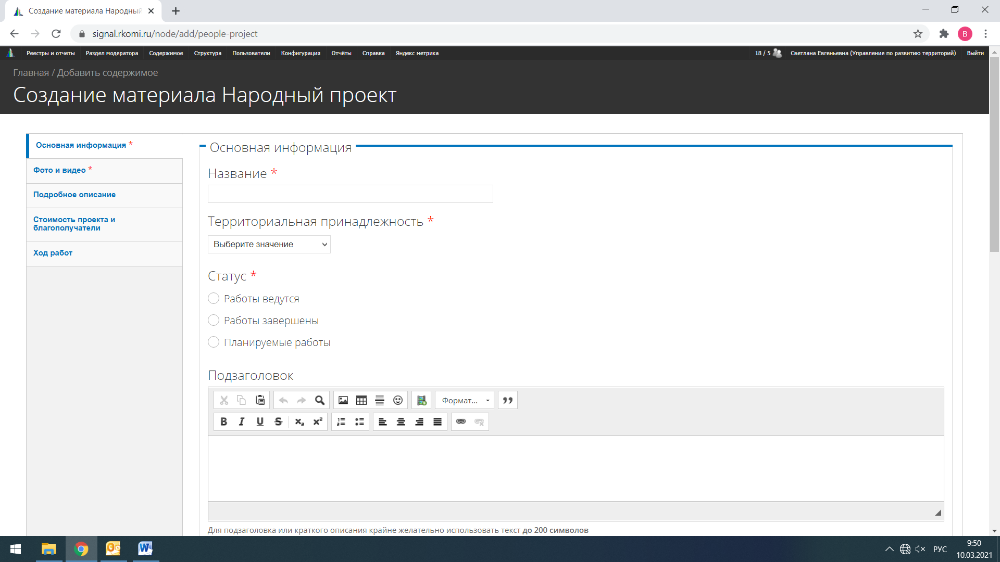 Создание материала Народный
signal.rkomi.ru/node/add/people-project
В
Реестры и отчеты Раздел модератора Содержимое Структура Пользователи Конфигурация Отчёты Справка Яндекс метрика 18 / 5 Светлана Евгеньевна (Управление по развитию территорий) Выйти
Главная / Добавить содержимое
Создание материала Народный проект
Основная информация *
Фото и видео *
Подробное описание
Стоимость проекта и
благополучатели
Ход работ
Основная информация
Название *
Территориальная принадлежность *
Выберите значение
Статус *
Работы ведутся
Работы завершены
Планируемые работы
Подзаголовок
Формат...
Для подзаголовка или краткого описания крайне желательно использовать текст до 200 символов
РУС
9:50
10.03.2021